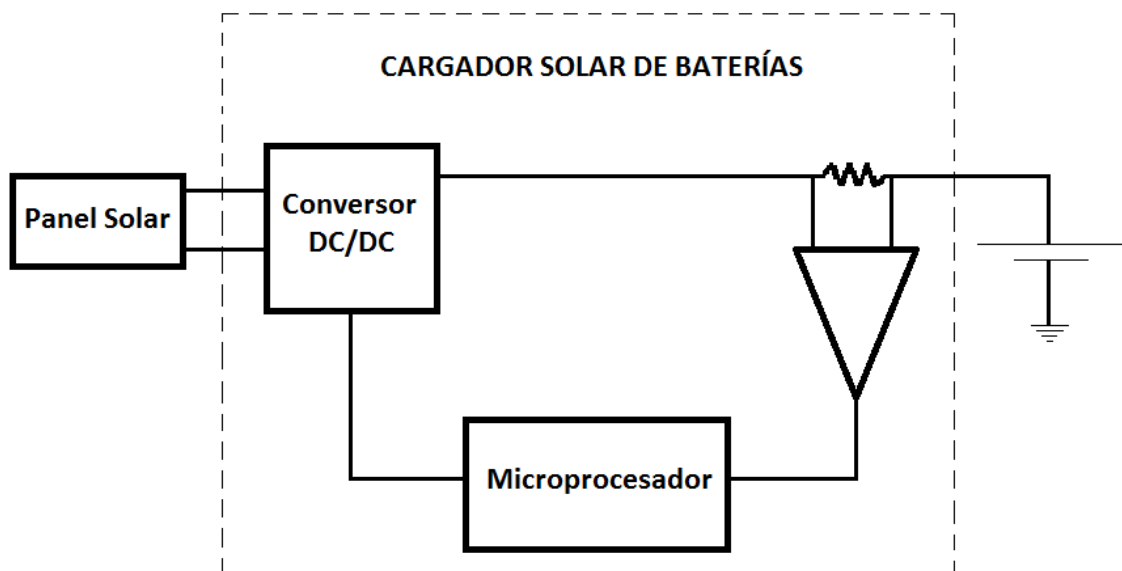 CARGADOR SOLAR DE BATERÍAS
Panel Solar
Conversor
DC/DC
Microprocesador